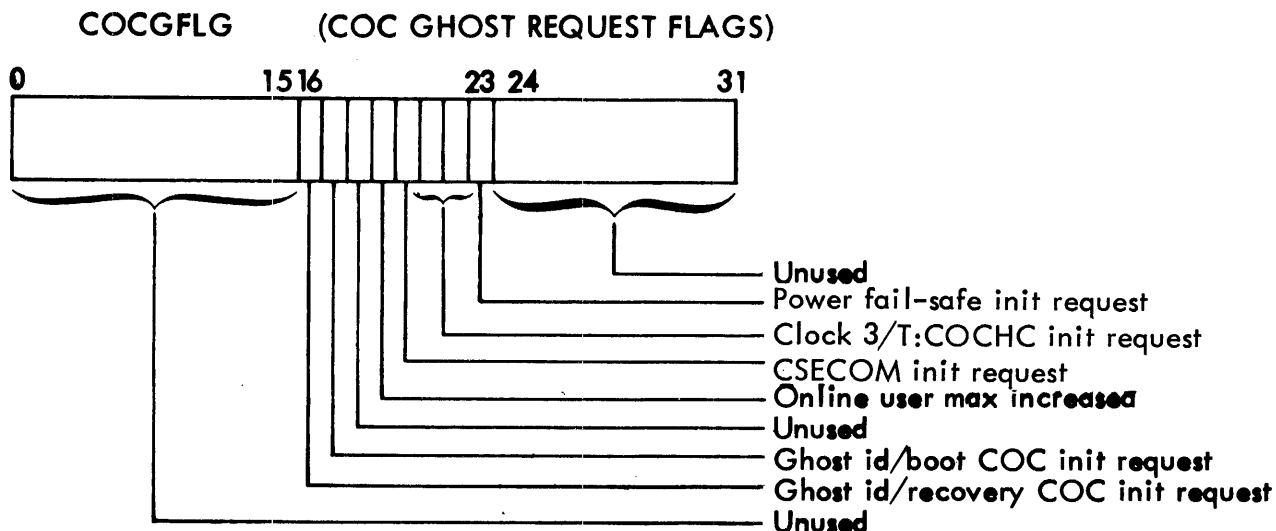 COCGFLG (COC GHOST REQUEST FLAGS)
0 15 16 23 24 31
Unused
Power fail-safe init request
Clock 3/T:COCHC init request
CSECOM init request
Online user max increased
Unused
Ghost id/boot COC init request
Ghost id/recovery COC init request
Unused